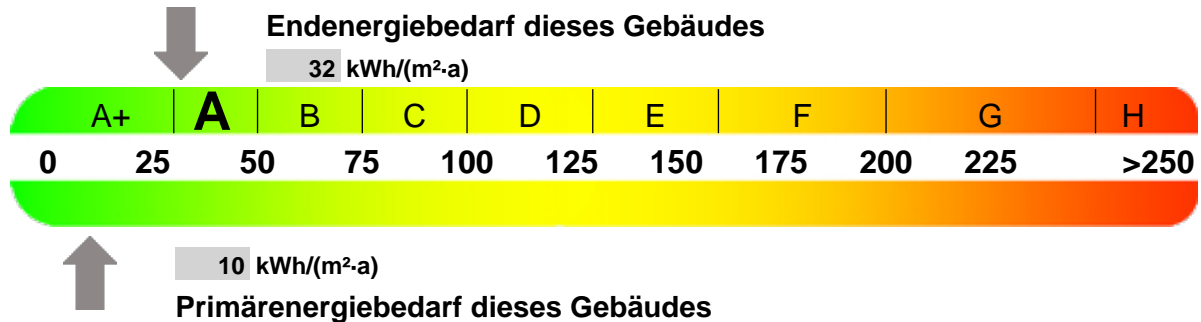 Endenergiebedarf dieses Gebäudes
32 kWh/(m²·a)
A+ A B C D E F G H
0 25 50 75 100 125 150 175 200 225 >250
10 kWh/(m²·a)
Primärenergiebedarf dieses Gebäudes